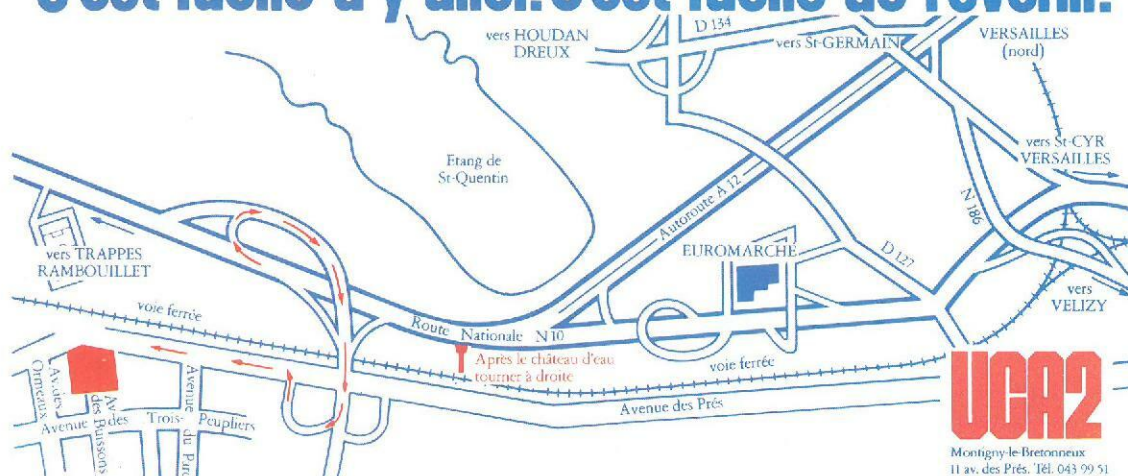 C'est facile d'y aller. C'est facile de revenir.
vers HOUDAN
DREUX
D 134
vers St-GERMAIN
VERSAILLES
(nord)
Etang de
St-Quentin
vers St-CYR
VERSAILLES
Autoroute A 12
N 186
EUROMARCHE
D 127
vers TRAPPES
RAMBOUILLET
vers
VELIZY
voie ferrée
Route Nationale N 10
Après le château d'eau
tourner à droite
voie ferrée
Avenue des Prés
Av. des
Ormeaux
Av.
des Buissons
Avenue
du Parc
Avenue des Trois- Peupliers
UCA2
Montigny-le-Bretonneux
11 av. des Prés. Tél. 043 99 51